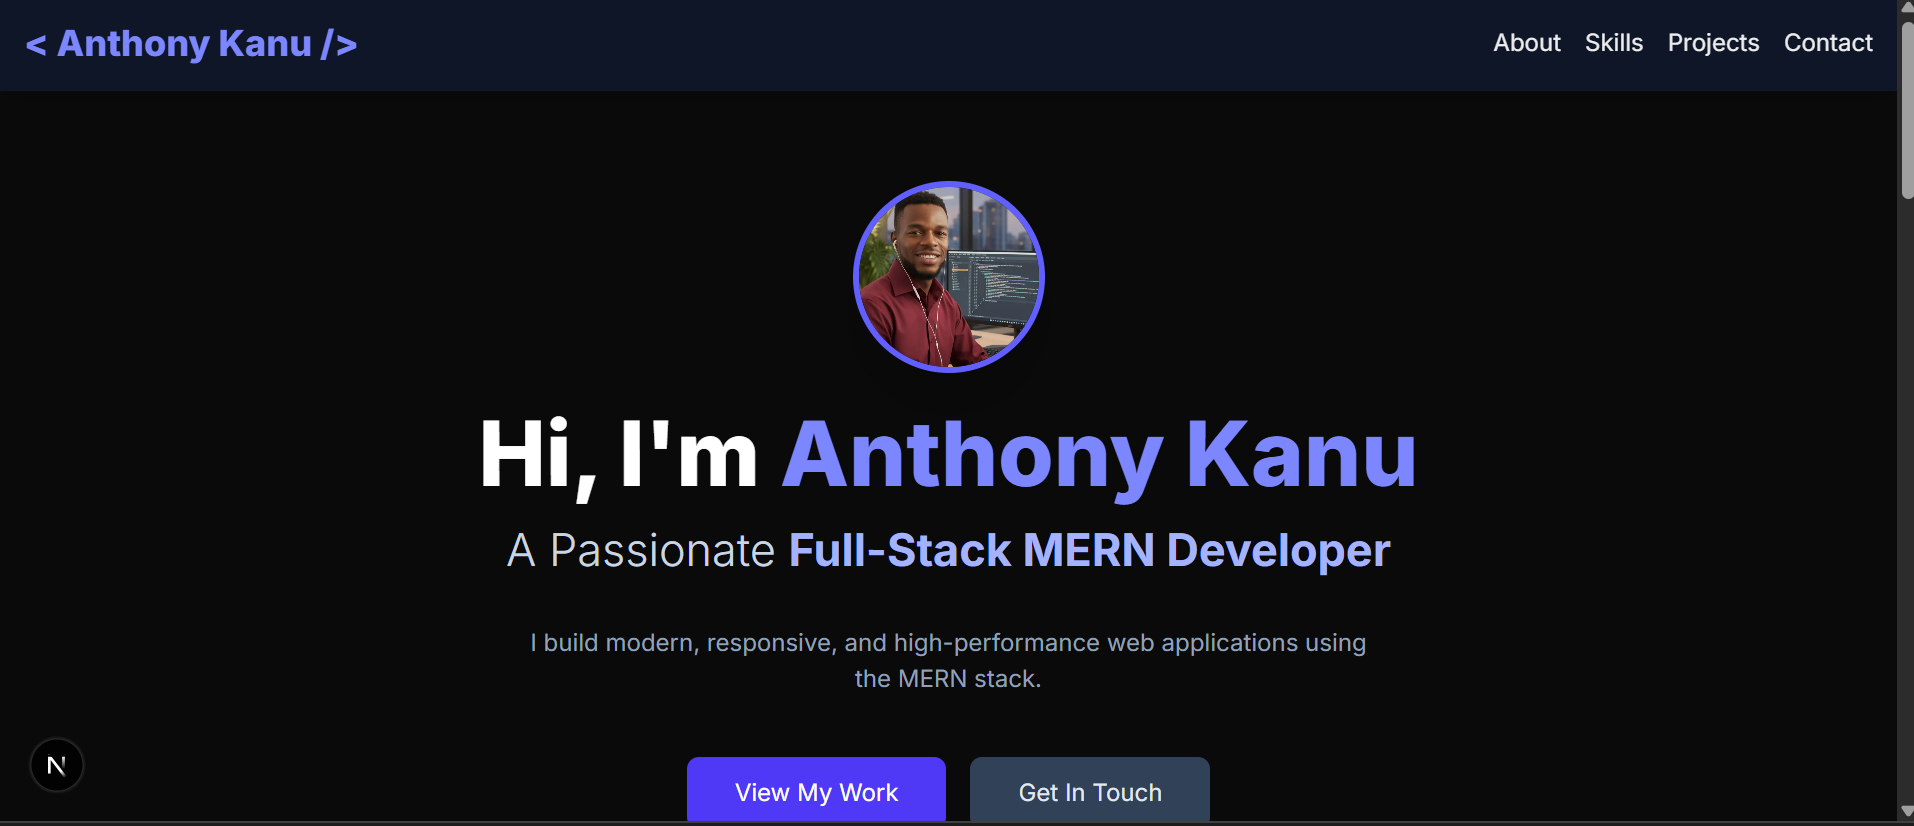 < Anthony Kanu />
About Skills Projects Contact
Hi, I'm Anthony Kanu
A Passionate Full-Stack MERN Developer
I build modern, responsive, and high-performance web applications using
the MERN stack.
N
View My Work
Get In Touch